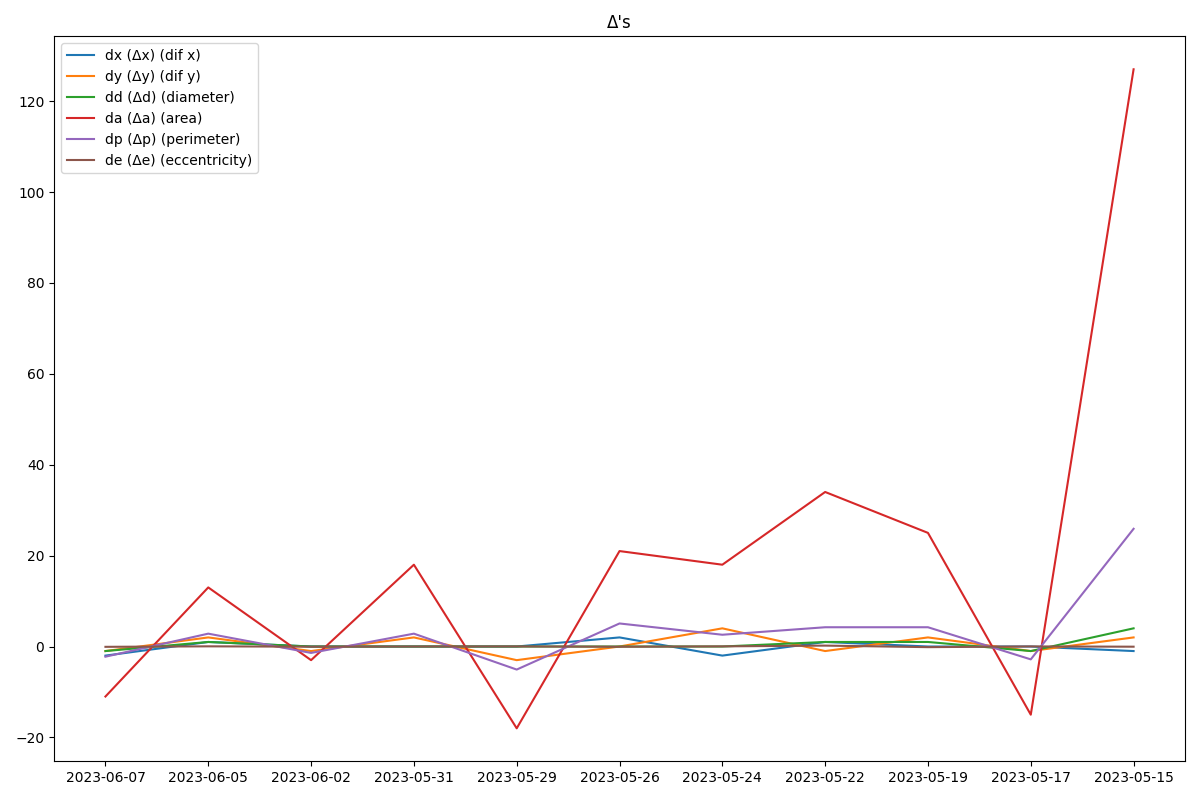 Δ's
dx (Δx) (dif x)
dy (Δy) (dif y)
dd (Δd) (diameter)
da (Δa) (area)
dp (Δp) (perimeter)
de (Δe) (eccentricity)
120
100
80
60
40
20
0
−20
2023-06-07 2023-06-05 2023-06-02 2023-05-31 2023-05-29 2023-05-26 2023-05-24 2023-05-22 2023-05-19 2023-05-17 2023-05-15